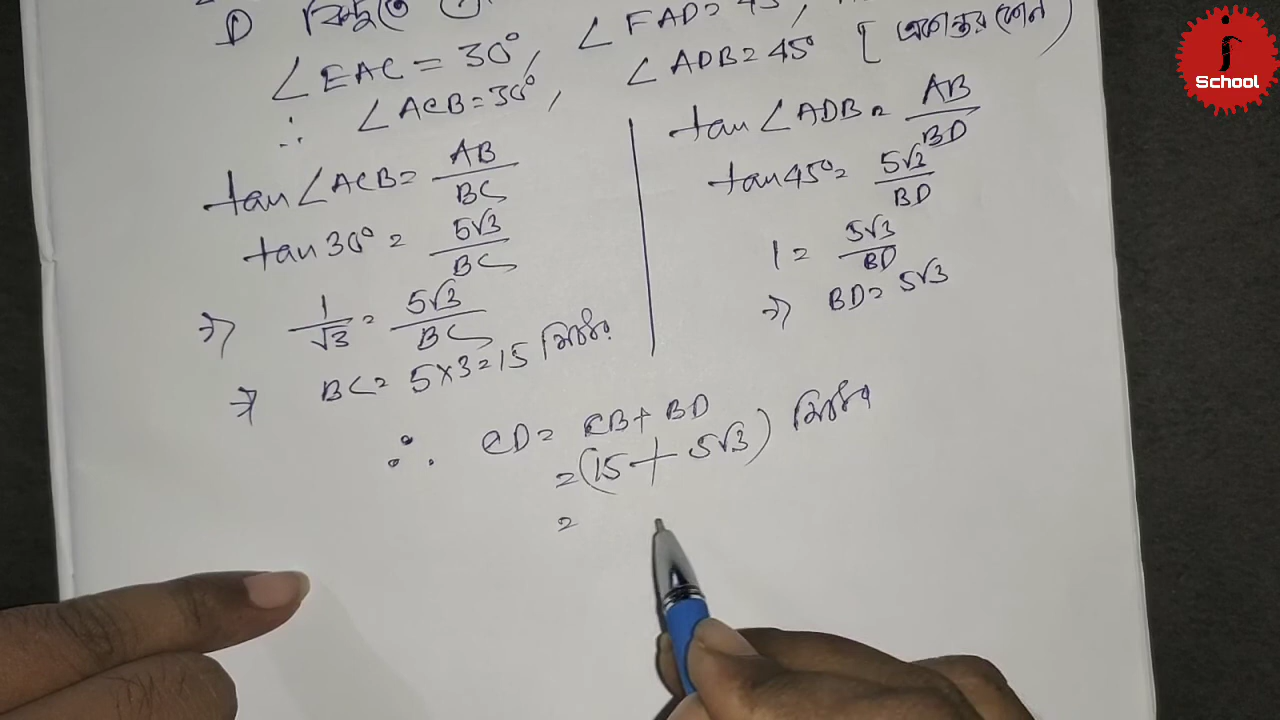 D বিন্দুতে
∠EAC = 30°, ∠FAD = 45°,
∴ ∠ACB = 30°, ∠ADB = 45° [একান্তর কোন]
tan∠ACB = AB/BC
tan30° = 5√3/BC
⇒ 1/√3 = 5√3/BC
⇒ BC = 5×3 = 15 মিটার
tan∠ADB = AB/BD
tan45° = 5√3/BD
1 = 5√3/BD
⇒ BD = 5√3
∴ CD = CB + BD
= (15 + 5√3) মিটার
=
f
School